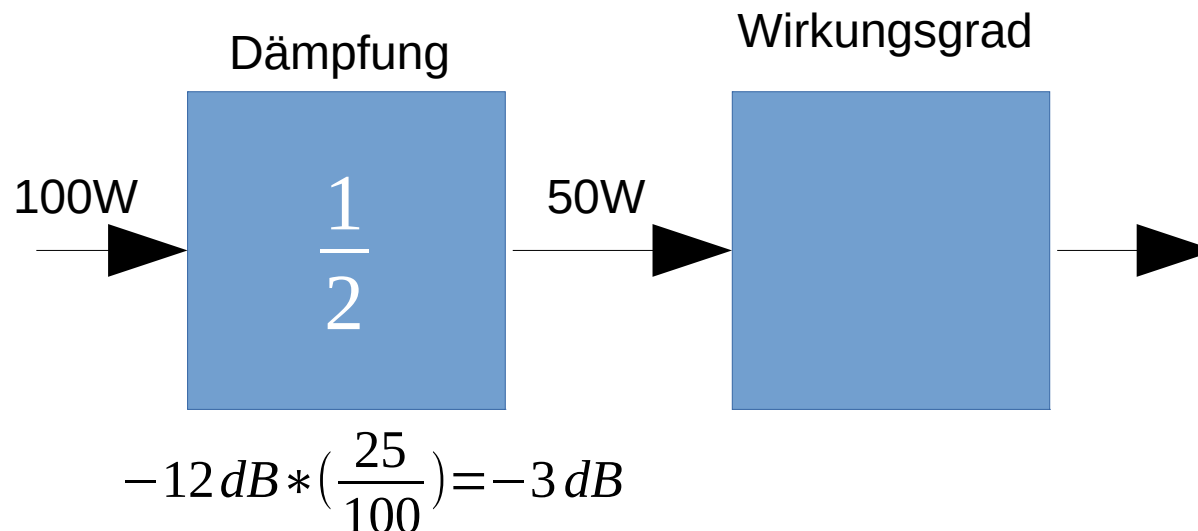 Dämpfung
Wirkungsgrad
100W
1
2
50W
−12 dB∗(25/100)=−3 dB